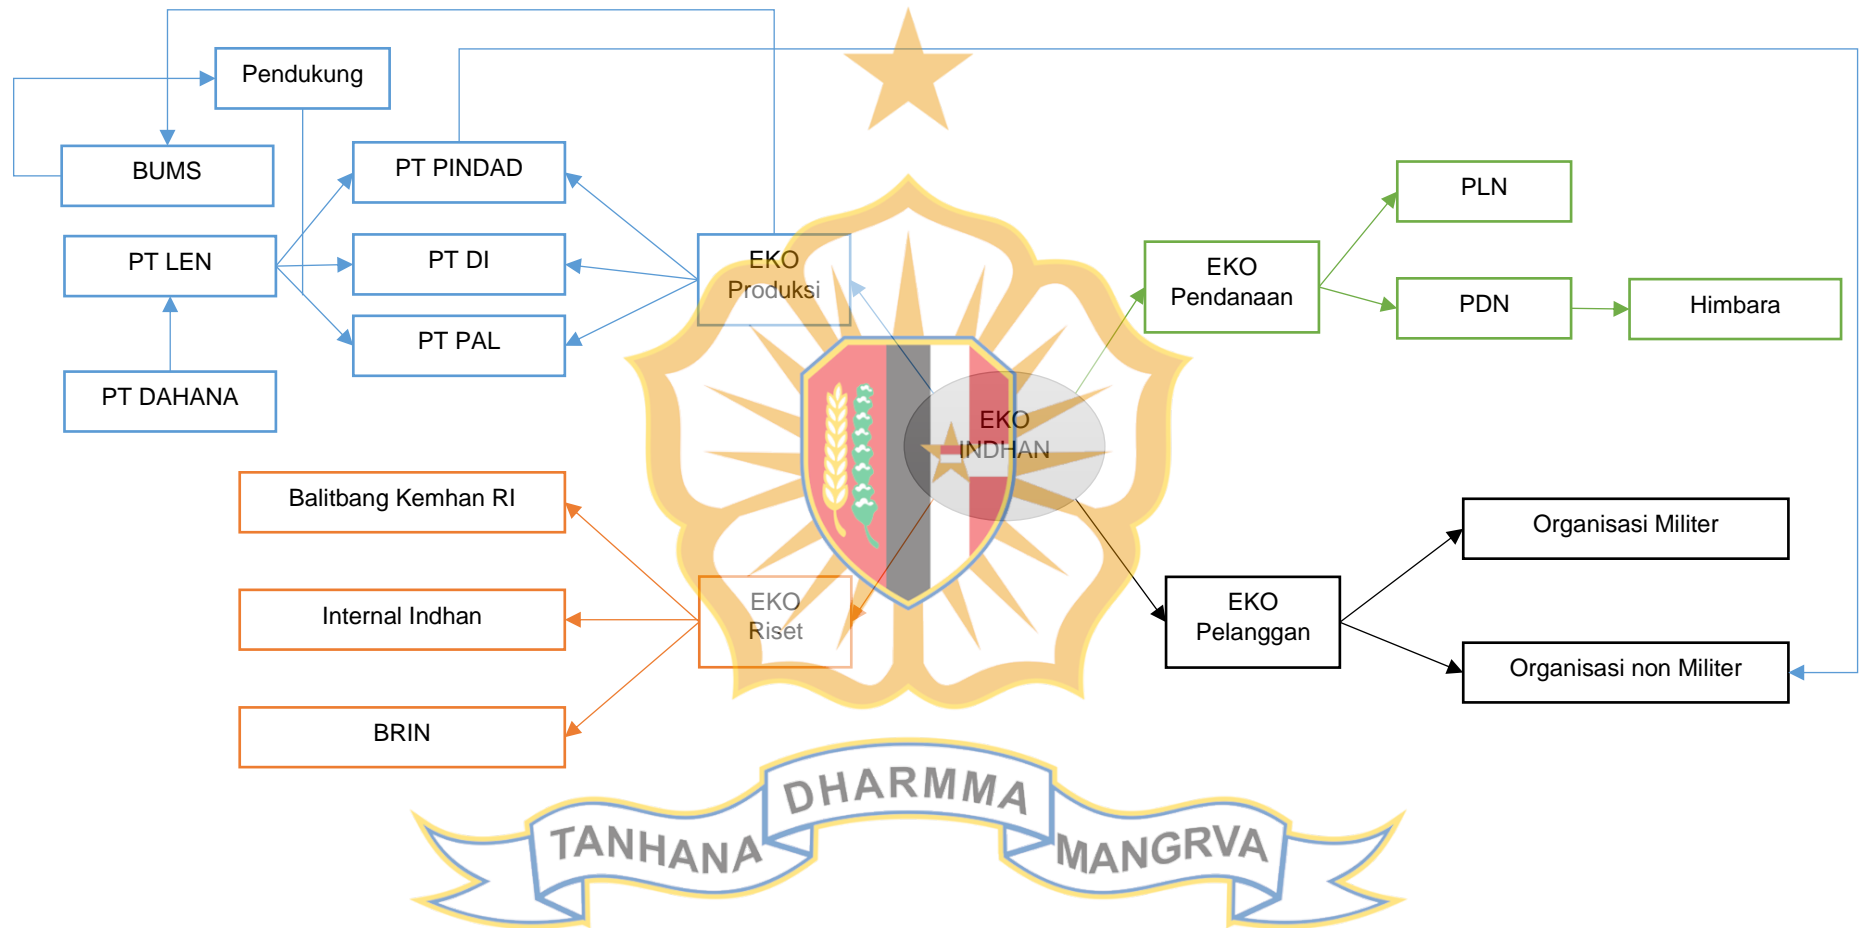 Pendukung
BUMS
PT PINDAD
PLN
PT LEN
PT DI
EKO
Produksi
EKO
Pendanaan
PDN
Himbara
PT PAL
PT DAHANA
EKO
INDHAN
Balitbang Kemhan RI
Organisasi Militer
Internal Indhan
EKO
Riset
EKO
Pelanggan
Organisasi non Militer
BRIN
TANHANA DHARMMA MANGRVA